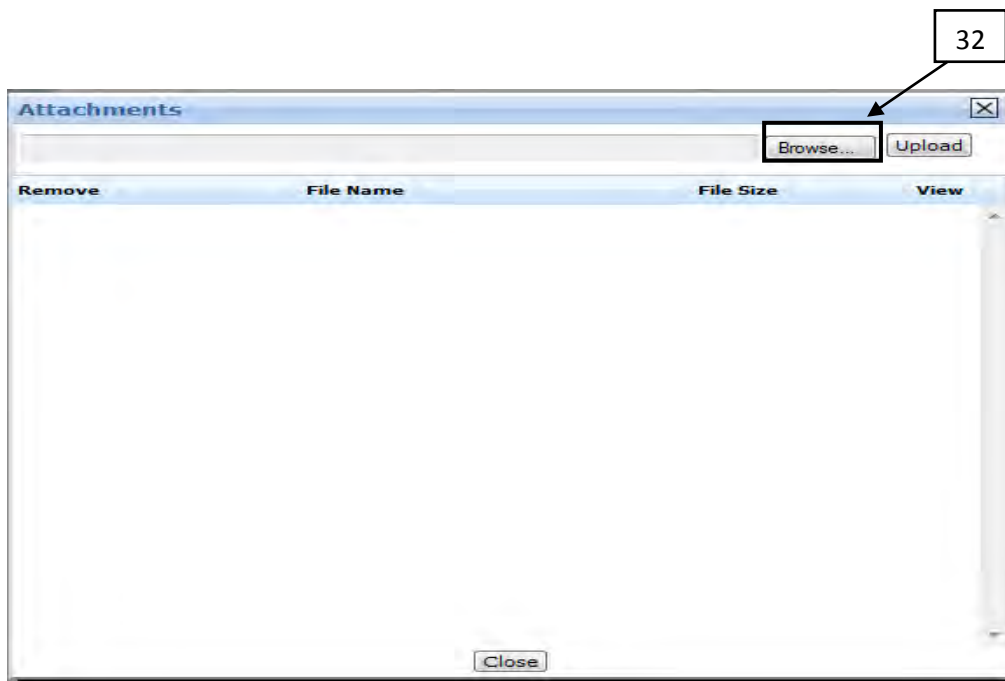 32
Attachments
Browse... Upload
Remove File Name File Size View
Close